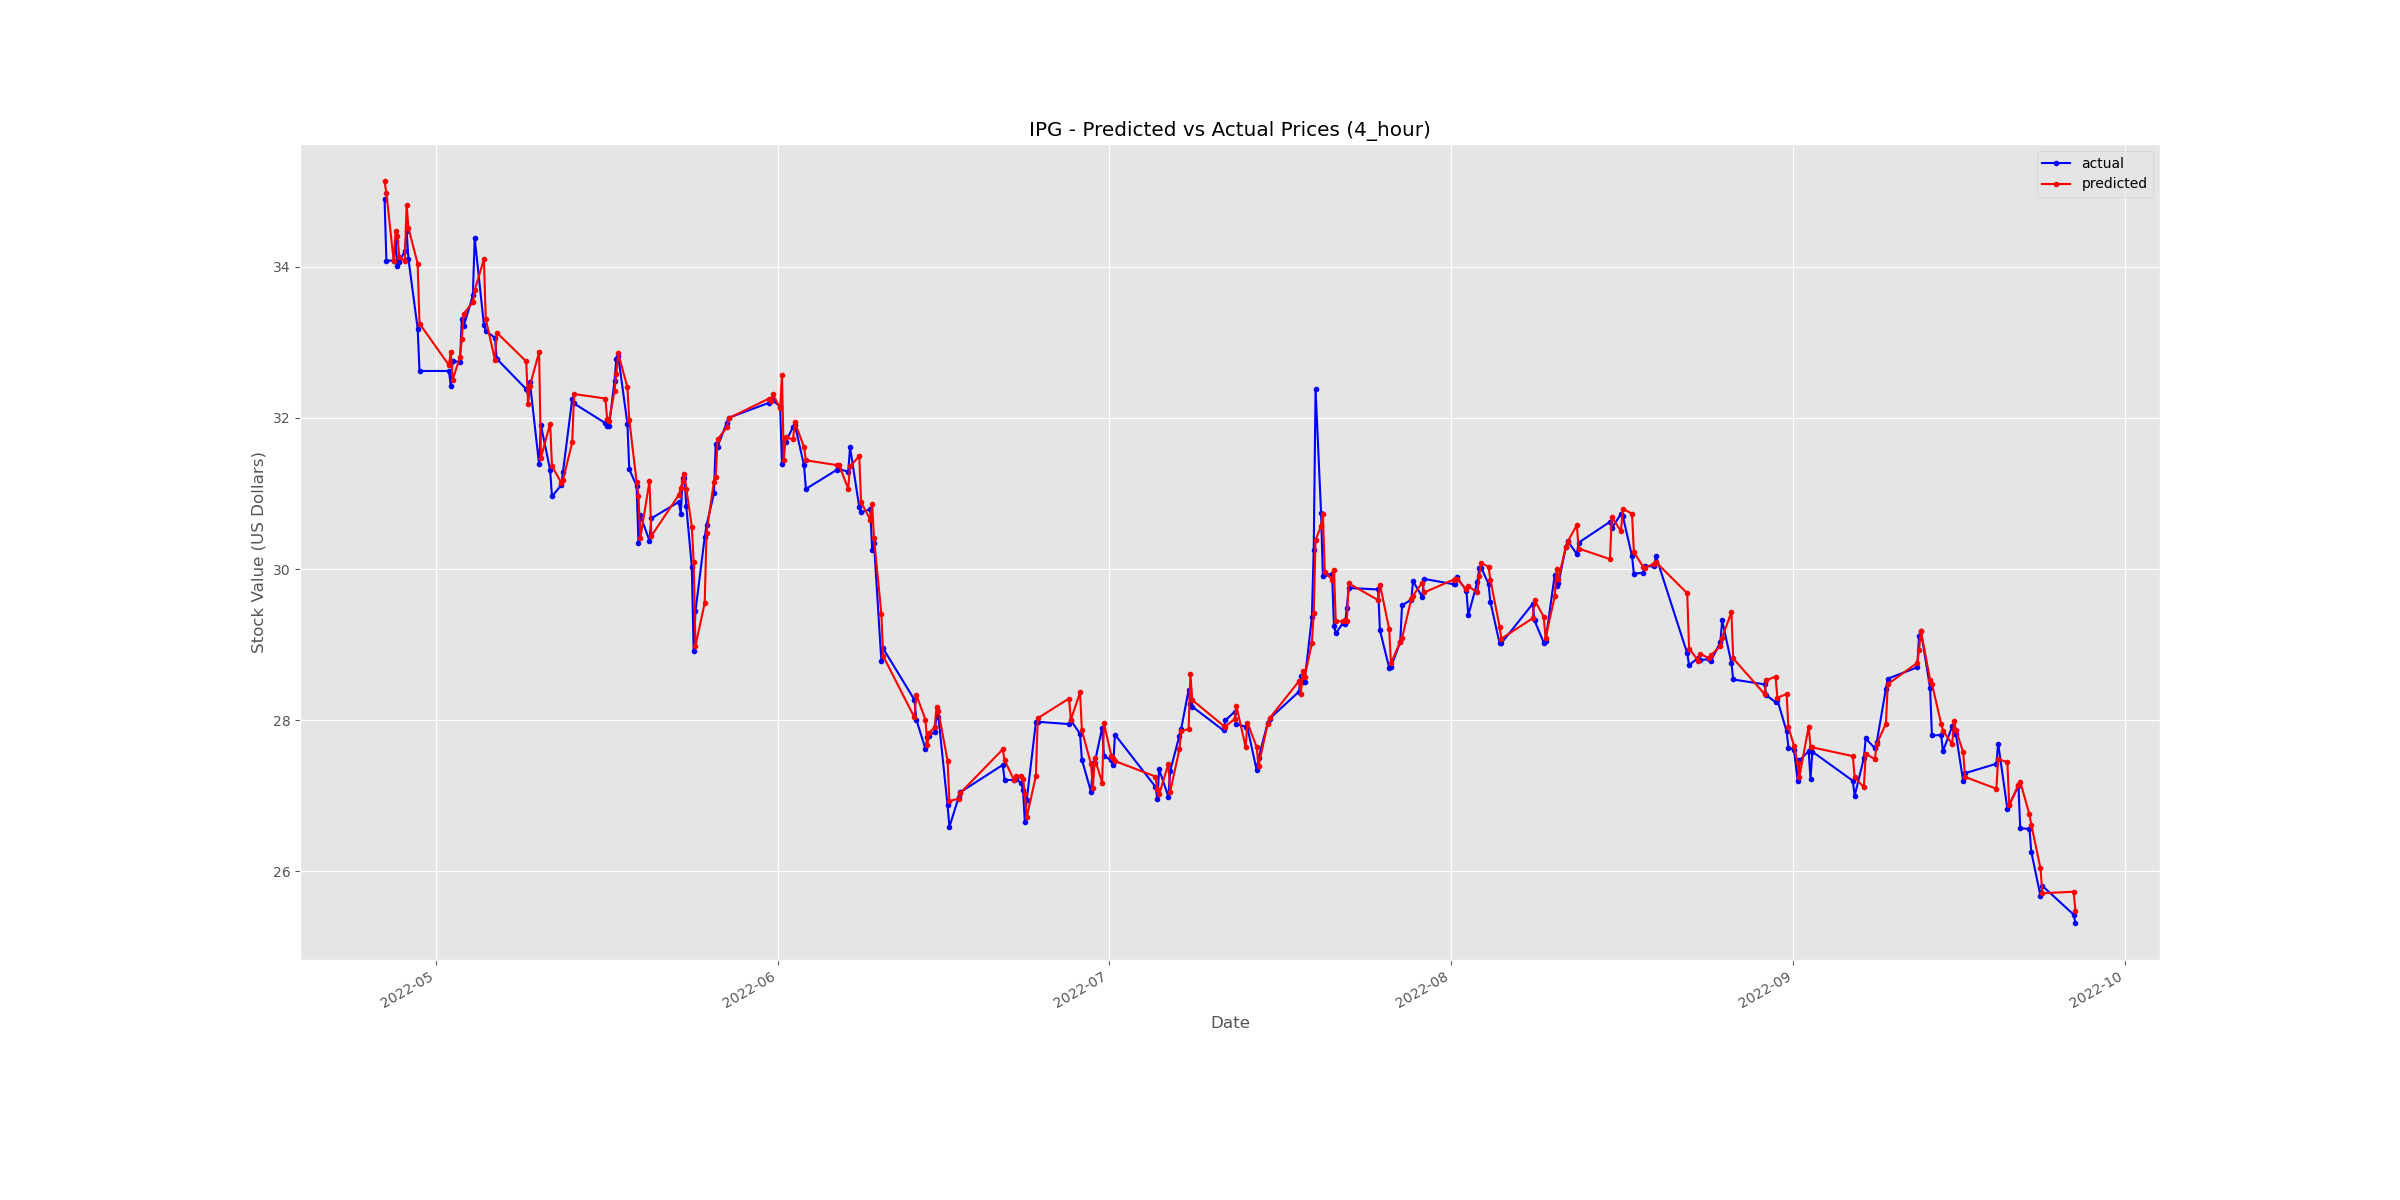 IPG - Predicted vs Actual Prices (4_hour)
actual
predicted
Stock Value (US Dollars)
34
32
30
28
26
2022-05
2022-06
2022-07
2022-08
2022-09
2022-10
Date